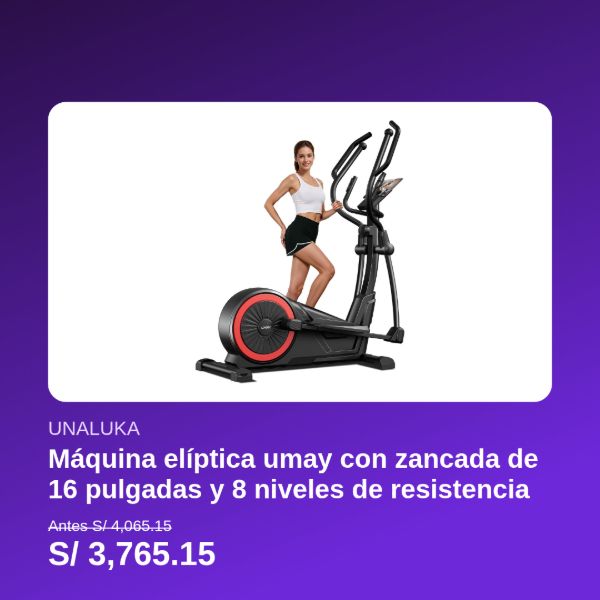 UNALUKA
Máquina elíptica umay con zancada de
16 pulgadas y 8 niveles de resistencia
Antes S/ 4,065.15
S/ 3,765.15